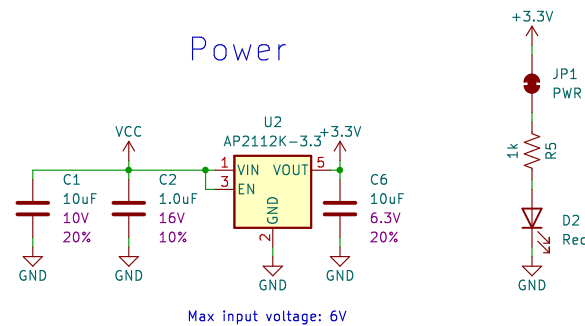 Power
VCC
C1
10uF
10V
20%
GND
C2
1.0uF
16V
10%
GND
U2
AP2112K-3.3
1
VIN
3
EN
VOUT
5
GND
2
GND
+3.3V
C6
10uF
6.3V
20%
GND
Max input voltage: 6V
+3.3V
JP1
PWR
1k
R5
D2
GND